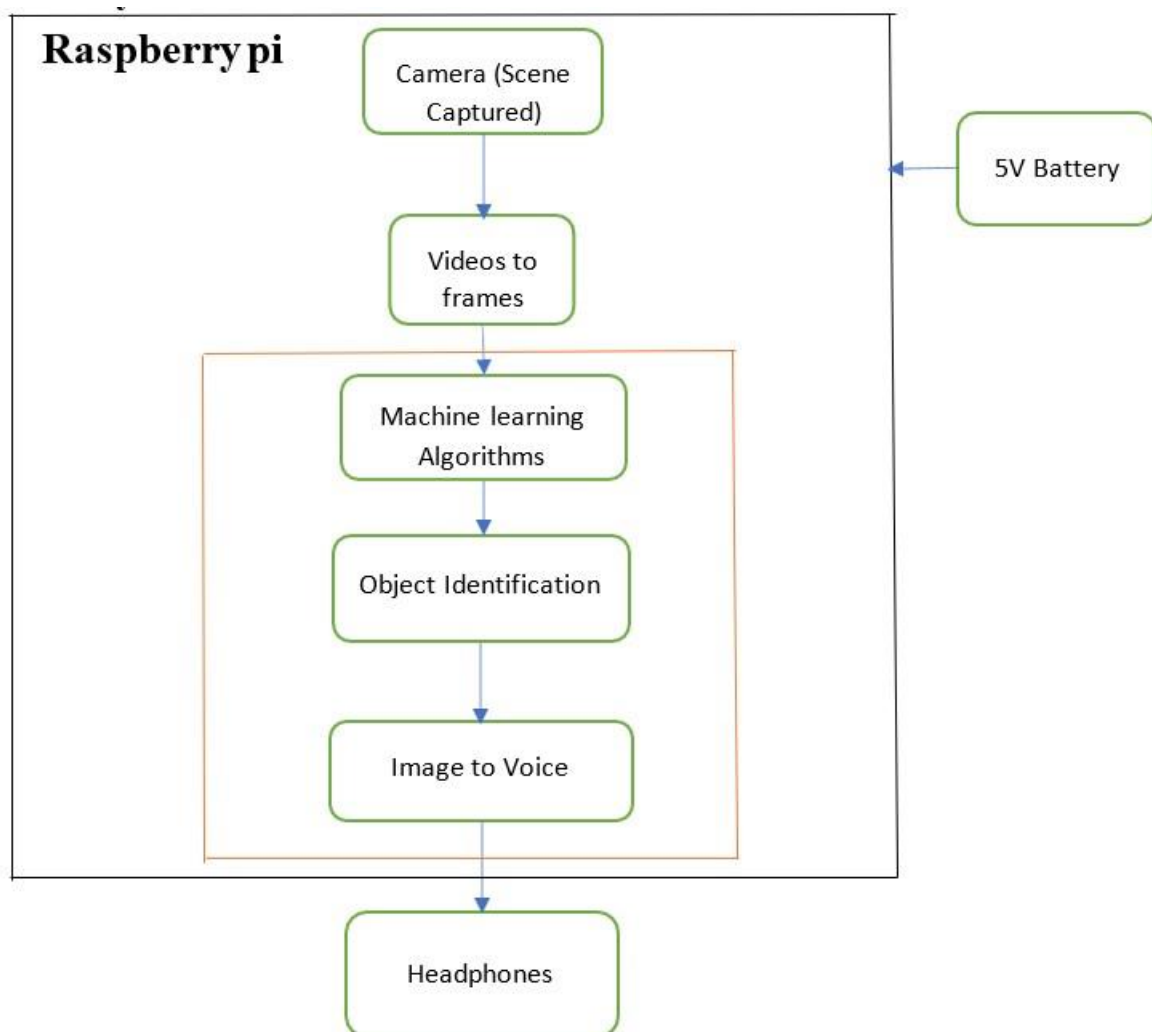 Raspberry pi
Camera (Scene
Captured)
5V Battery
Videos to
frames
Machine learning
Algorithms
Object Identification
Image to Voice
Headphones